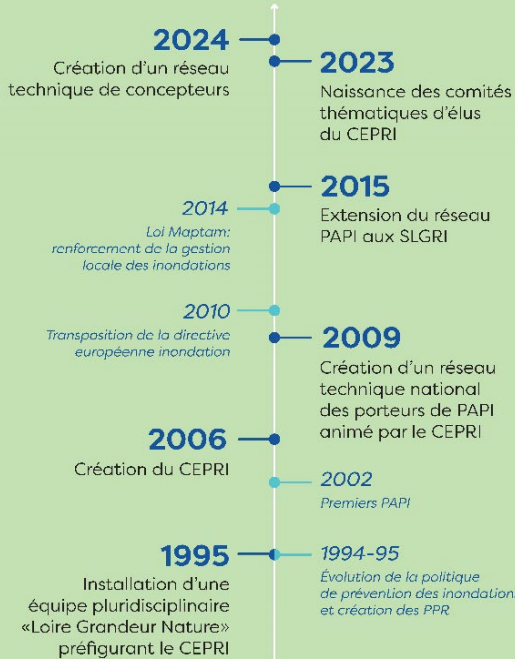 2024
Création d'un réseau
technique de concepteurs
2023
Naissance des comités
thématiques d'élus
du CEPRI
2015
Extension du réseau
PAPI aux SLGRI
2014
Loi Maptam:
renforcement de la gestion
locale des inondations
2010
Transposition de la directive
européenne inondation
2009
Création d'un réseau
technique national
des porteurs de PAPI
animé par le CEPRI
2006
Création du CEPRI
2002
Premiers PAPI
1995
Installation d'une
équipe pluridisciplinaire
«Loire Grandeur Nature»
préfigurant le CEPRI
1994-95
Évolution de la politique
de prévention des inondations
et création des PPR